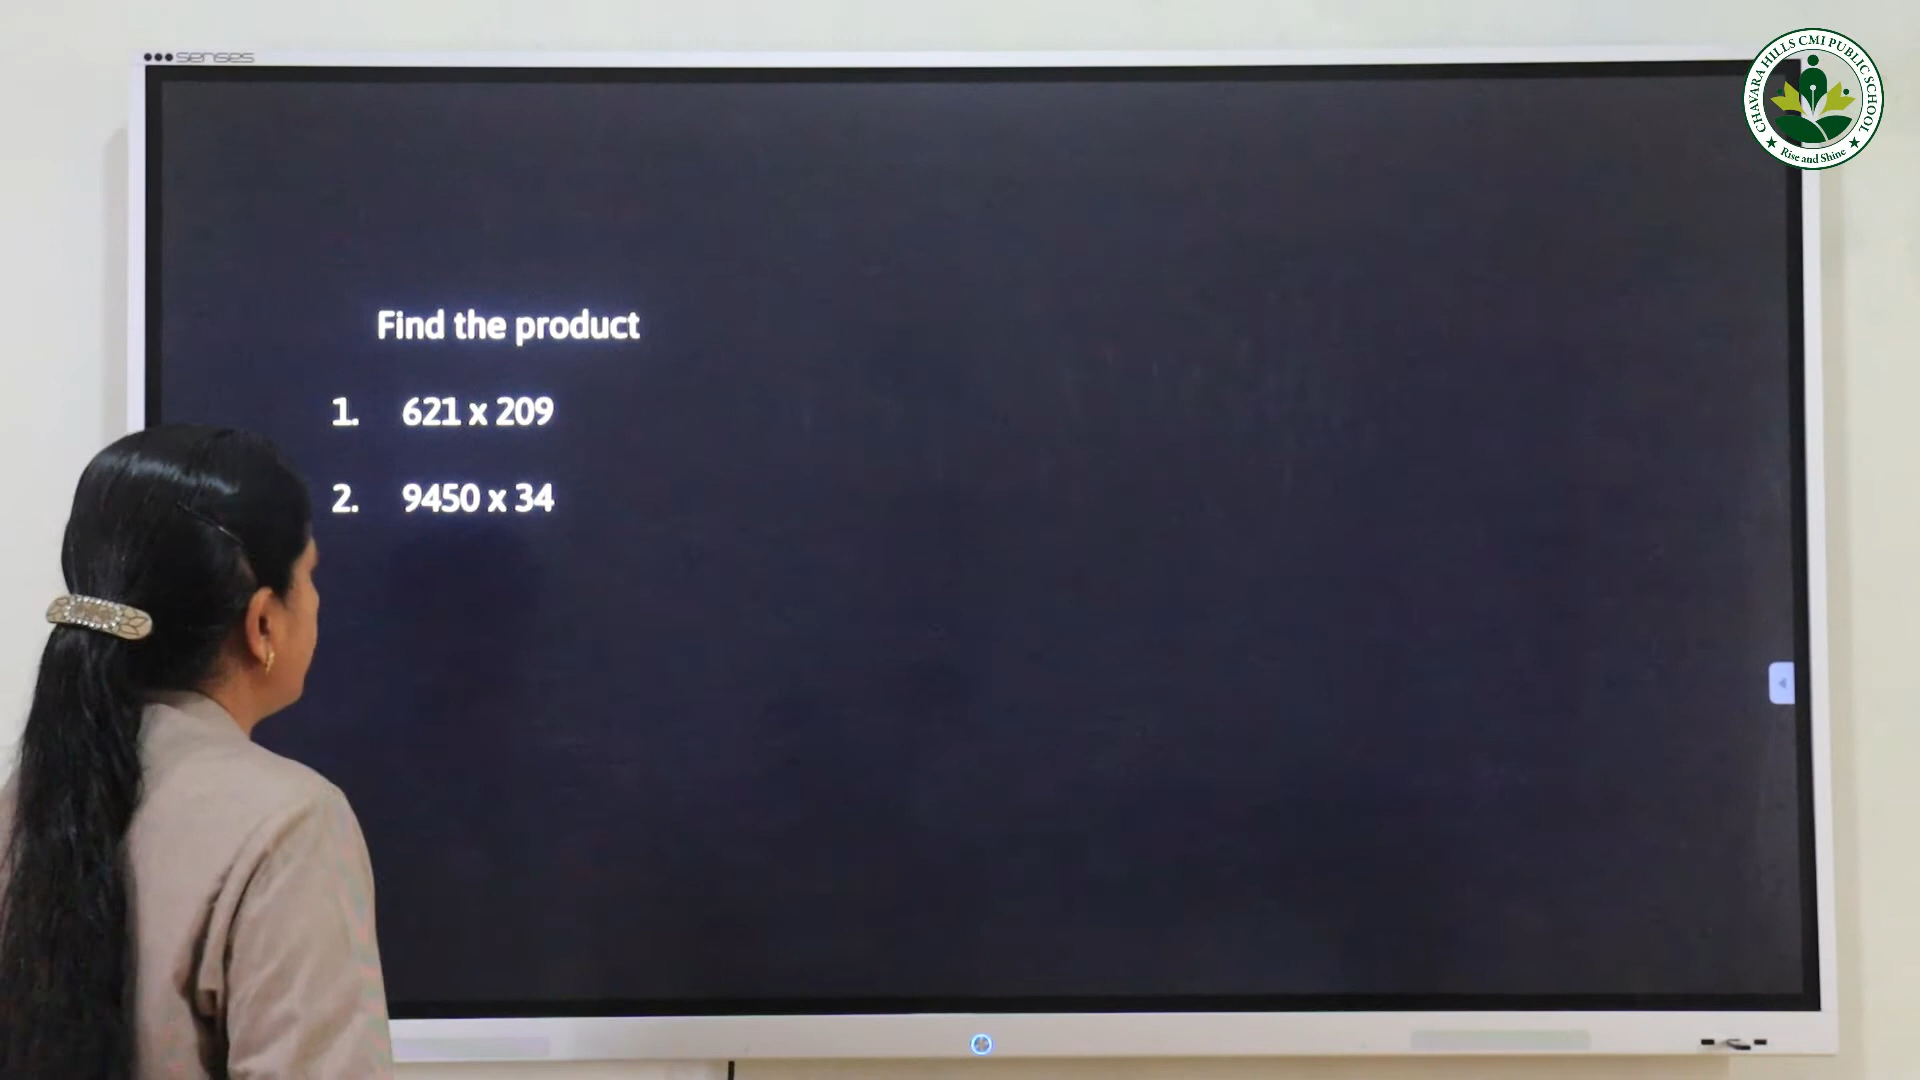 senses
CHAVARA HILLS CMI PUBLIC SCHOOL
Rise and Shine
Find the product
1. 621 x 209
2. 9450 x 34